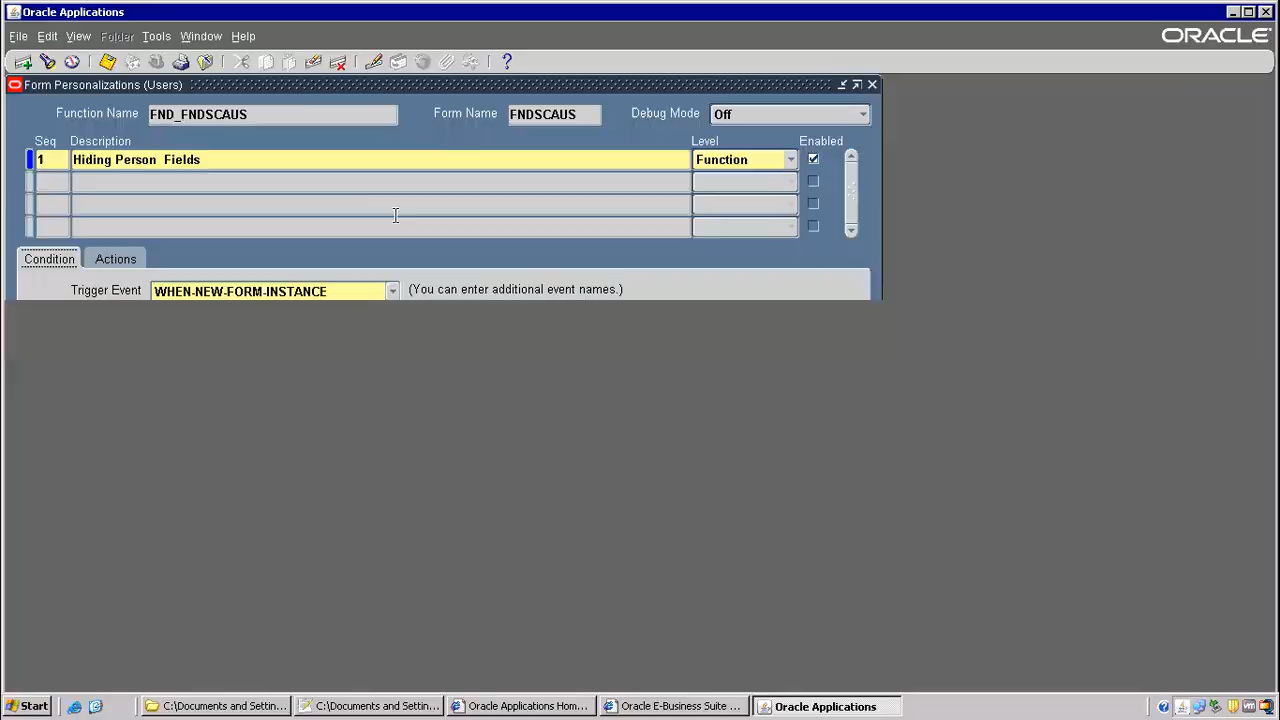 Oracle Applications
File Edit View Folder Tools Window Help ORACLE
Form Personalizations (Users)
Function Name FND_FNDSCAUS Form Name FNDSCAUS Debug Mode Off
Seq Description Level Enabled
1 Hiding Person  Fields Function
Condition Actions
Trigger Event WHEN-NEW-FORM-INSTANCE (You can enter additional event names.)
Start C:\Documents and Settin... C:\Documents and Settin... Oracle Applications Ho... Oracle E-Business Suite ... Oracle Applications